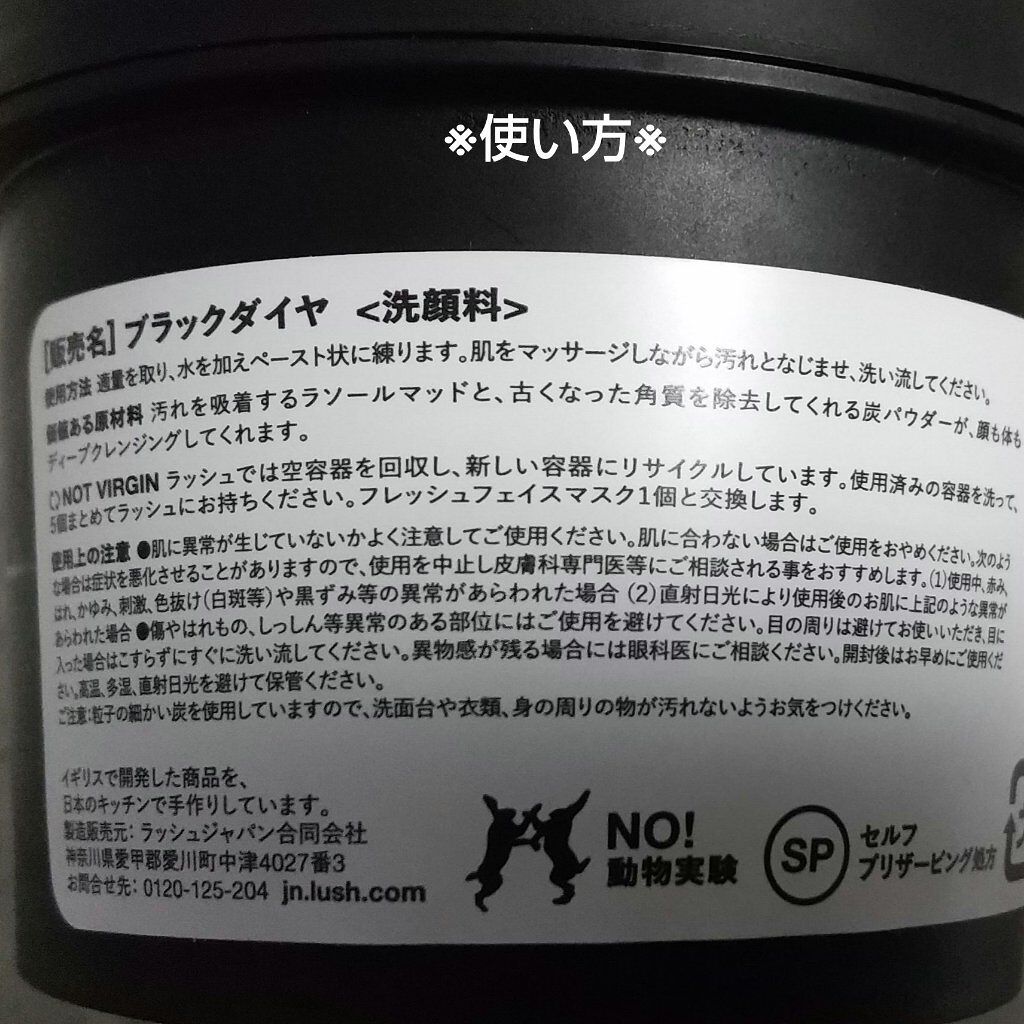 ※使い方※
[販売名] ブラックダイヤ <洗顔料>
使用方法 適量を取り、水を加えペースト状に練ります。肌をマッサージしながら汚れとなじませ、洗い流してください。
価値ある原材料 汚れを吸着するラソールマッドと、古くなった角質を除去してくれる炭パウダーが、顔も体も
ディープクレンジングしてくれます。
NOT VIRGIN ラッシュでは空容器を回収し、新しい容器にリサイクルしています。使用済みの容器を洗って、
5個まとめてラッシュにお持ちください。フレッシュフェイスマスク1個と交換します。
使用上の注意 ●肌に異常が生じていないかよく注意してご使用ください。肌に合わない場合はご使用をおやめください。次のよう
な場合は症状を悪化させることがありますので、使用を中止し皮膚科専門医等にご相談される事をおすすめします。(1)使用中、赤み、
はれ、かゆみ、刺激、色抜け(白斑等)や黒ずみ等の異常があらわれた場合 (2)直射日光により使用後のお肌に上記のような異常が
あらわれた場合 ●傷やはれもの、しっしん等異常のある部位にはご使用を避けてください。目の周りは避けてお使いいただき、目に
入った場合はこすらずにすぐに洗い流してください。異物感が残る場合には眼科医にご相談ください。開封後はお早めにご使用くだ
さい。高温、多湿、直射日光を避けて保管ください。
ご注意:粒子の細かい炭を使用していますので、洗面台や衣類、身の周りの物が汚れないようお気をつけください。
イギリスで開発した商品を、
日本のキッチンで手作りしています。
製造販売元: ラッシュジャパン合同会社
神奈川県愛甲郡愛川町中津4027番3
お問合せ先: 0120-125-204 jn.lush.com
NO!
動物実験
SP
セルフ
プリザービング処方